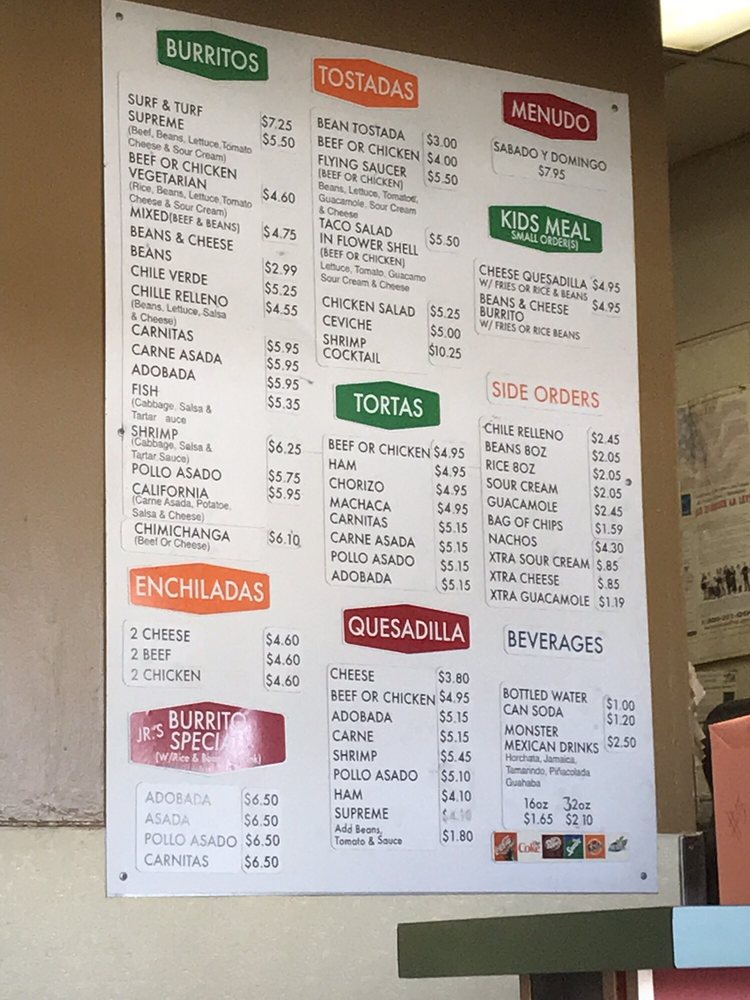 BURRITOS
SURF & TURF $7.25
SUPREME $5.50
(Beef, Beans, Lettuce, Tomato
Cheese & Sour Cream)
BEEF OR CHICKEN
VEGETARIAN $4.60
(Rice, Beans, Lettuce, Tomato
Cheese & Sour Cream)
MIXED(BEEF & BEANS) $4.75
BEANS & CHEESE
BEANS $2.99
CHILE VERDE $5.25
CHILLE RELLENO $4.55
(Beans, Lettuce, Salsa
& Cheese)
CARNITAS $5.95
CARNE ASADA $5.95
ADOBADA $5.95
FISH $5.35
(Cabbage, Salsa &
Tartar auce
SHRIMP $6.25
(Cabbage, Salsa &
Tartar Sauce)
POLLO ASADO $5.75
CALIFORNIA $5.95
(Carne Asada, Potatoe,
Salsa & Cheese)
CHIMICHANGA $6.10
(Beef Or Cheese)
ENCHILADAS
2 CHEESE $4.60
2 BEEF $4.60
2 CHICKEN $4.60
JR.'S BURRITO
SPECI
(W/Rice &
ADOBADA $6.50
ASADA $6.50
POLLO ASADO $6.50
CARNITAS $6.50
TOSTADAS
BEAN TOSTADA $3.00
BEEF OR CHICKEN $4.00
FLYING SAUCER $5.50
(BEEF OR CHICKEN)
Beans, Lettuce, Tomatoe,
Guacamole, Sour Cream
& Cheese
TACO SALAD
IN FLOWER SHELL $5.50
(BEEF OR CHICKEN)
Lettuce, Tomato, Guacamo
Sour Cream & Cheese
CHICKEN SALAD $5.25
CEVICHE $5.00
SHRIMP $10.25
COCKTAIL
TORTAS
BEEF OR CHICKEN $4.95
HAM $4.95
CHORIZO $4.95
MACHACA $4.95
CARNITAS $5.15
CARNE ASADA $5.15
POLLO ASADO $5.15
ADOBADA $5.15
QUESADILLA
CHEESE $3.80
BEEF OR CHICKEN $4.95
ADOBADA $5.15
CARNE $5.15
SHRIMP $5.45
POLLO ASADO $5.10
HAM $4.10
SUPREME $4.10
Add Beans, $1.80
Tomato & Sauce
MENUDO
SABADO Y DOMINGO
$7.95
KIDS MEAL
SMALL ORDER(S)
CHEESE QUESADILLA $4.95
W/ FRIES OR RICE & BEANS
BEANS & CHEESE $4.95
BURRITO
W/ FRIES OR RICE BEANS
SIDE ORDERS
CHILE RELLENO $2.45
BEANS 8OZ $2.05
RICE 8OZ $2.05
SOUR CREAM $2.05
GUACAMOLE $2.45
BAG OF CHIPS $1.59
NACHOS $4.30
XTRA SOUR CREAM $.85
XTRA CHEESE $.85
XTRA GUACAMOLE $1.19
BEVERAGES
BOTTLED WATER $1.00
CAN SODA $1.20
MONSTER
MEXICAN DRINKS $2.50
Horchata, Jamaica,
Tamarindo, Piñacolada
Guahaba
16oz 32oz
$1.65 $2 10
Coke